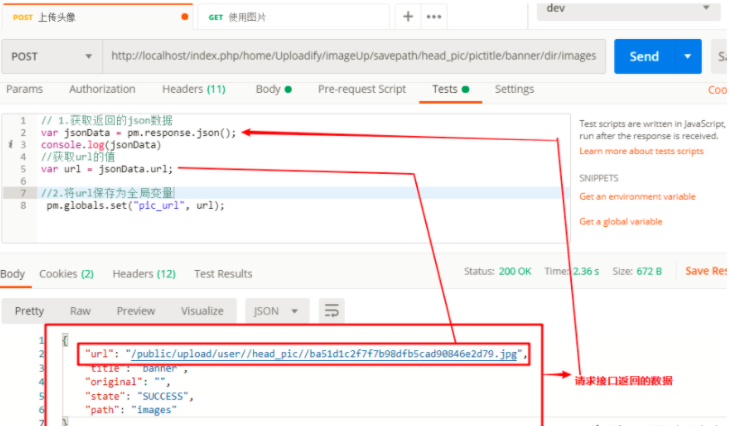 POST 上传头像
GET 使用图片
dev
POST
http://localhost/index.php/home/Uploadify/imageUp/savepath/head_pic/pictitle/banner/dir/images
Send
Params Authorization Headers (11) Body Pre-request Script Tests Settings
1 // 1.获取返回的json数据
2 var jsonData = pm.response.json();
3 console.log(jsonData)
4 //获取url的值
5 var url = jsonData.url;
6
7 //2.将url保存为全局变量
8 pm.globals.set("pic_url", url);
Test scripts are written in JavaScript,
run after the response is received.
Learn more about tests scripts
SNIPPETS
Get an environment variable
Get a global variable
Body Cookies (2) Headers (12) Test Results
Status: 200 OK Time: 2.36 s Size: 672 B
Pretty Raw Preview Visualize JSON
1 {
2 "url": "/public/upload/user//head_pic//ba51d1c2f7f7b98dfb5cad90846e2d79.jpg",
3 "title": "banner",
4 "original": "",
5 "state": "SUCCESS",
6 "path": "images"
7 }
请求接口返回的数据